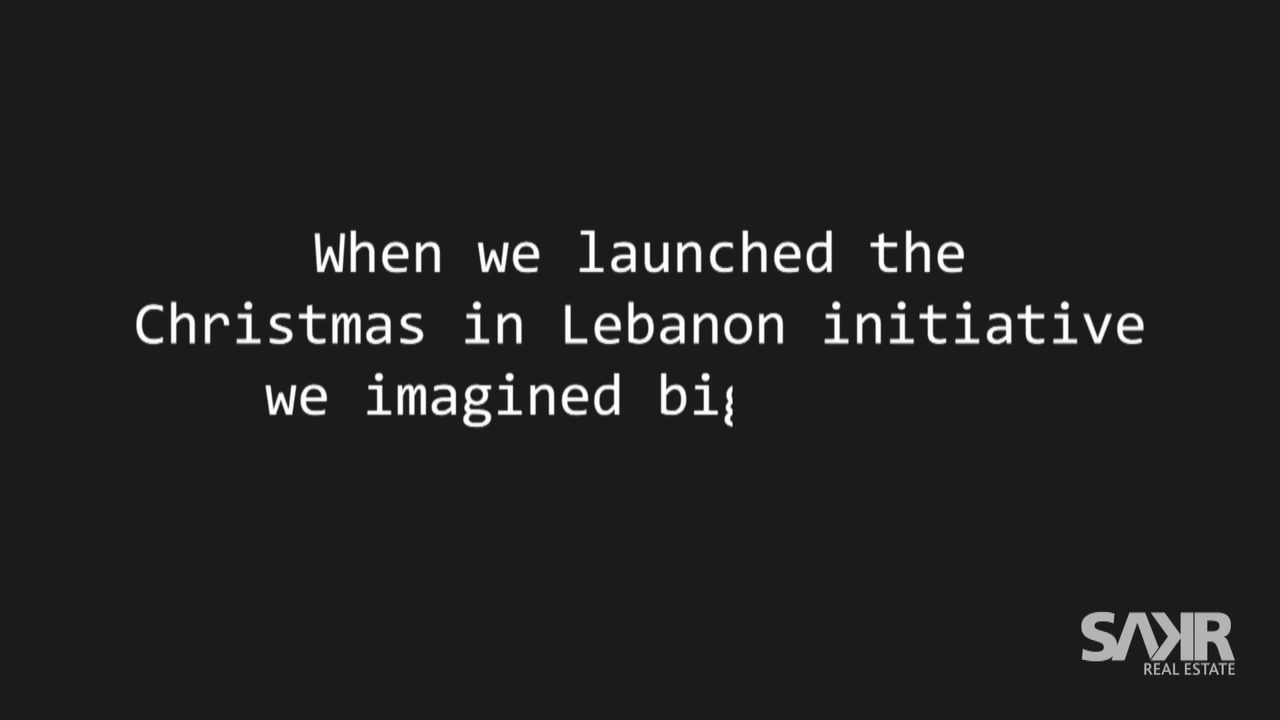 When we launched the
Christmas in Lebanon initiative
we imagined
SAKR
REAL ESTATE